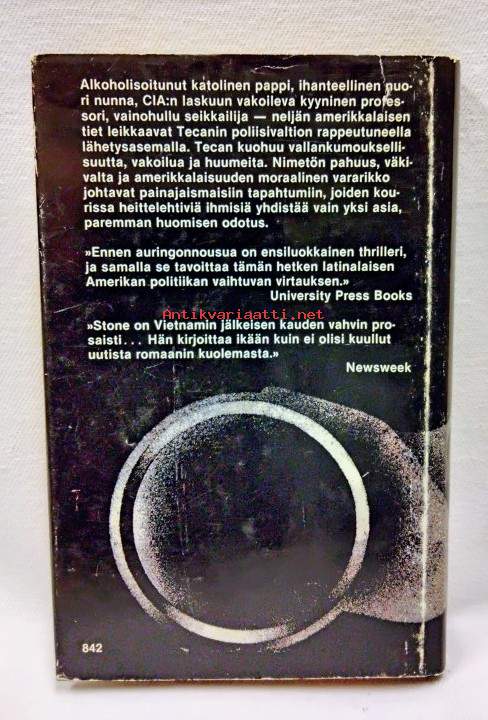 Alkoholisoitunut katolinen pappi, ihanteellinen nuo-
ri nunna, CIA:n laskuun vakoileva kyyninen profes-
sori, vainohullu seikkailija — neljän amerikkalaisen
tiet leikkaavat Tecanin poliisivaltion rappeutuneella
lähetysasemalla. Tecan kuohuu vallankumoukselli-
suutta, vakoilua ja huumeita. Nimetön pahuus, väki-
valta ja amerikkalaisuuden moraalinen vararikko
johtavat painajaismaisiin tapahtumiin, joiden kou-
rissa heittelehtiviä ihmisiä yhdistää vain yksi asia,
paremman huomisen odotus.
»Ennen auringonnousua on ensiluokkainen thrilleri,
ja samalla se tavoittaa tämän hetken latinalaisen
Amerikan politiikan vaihtuvan virtauksen.»
University Press Books
Antikvariaatti.net
»Stone on Vietnamin jälkeisen kauden vahvin pro-
saisti... Hän kirjoittaa ikään kuin ei olisi kuullut
uutista romaanin kuolemasta.»
Newsweek
842